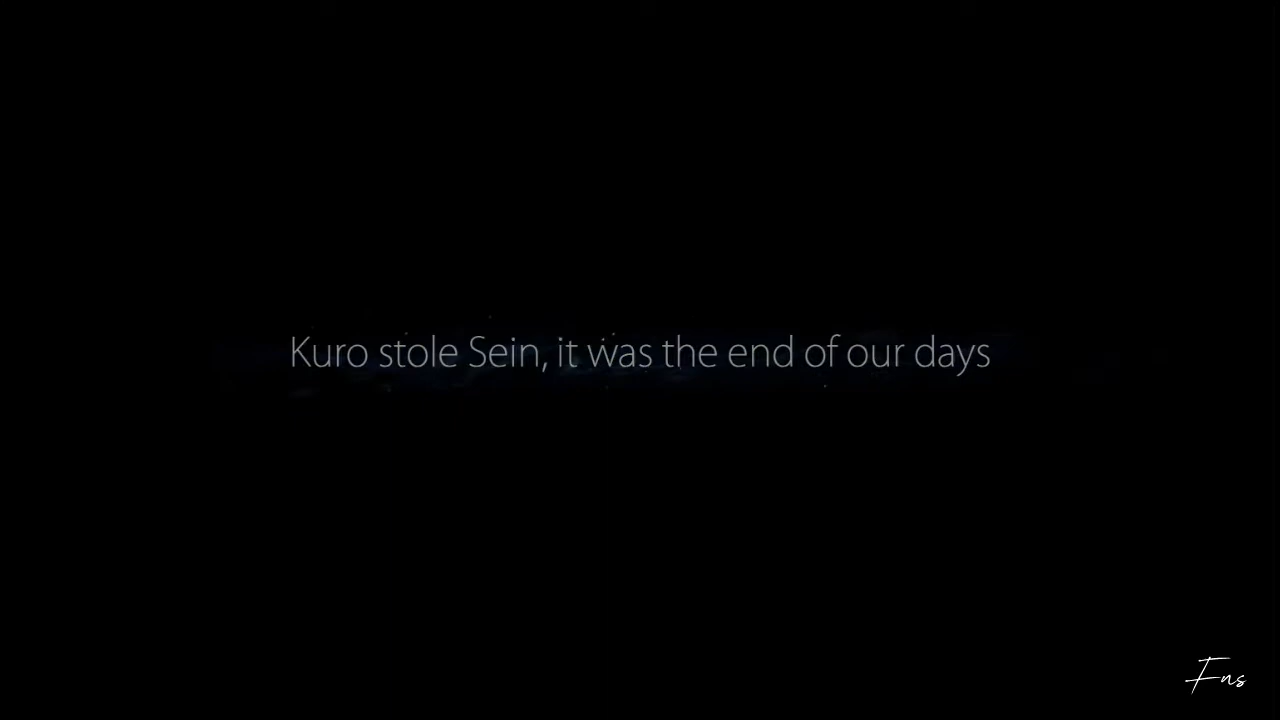 Kuro stole Sein, it was the end of our days
Fns